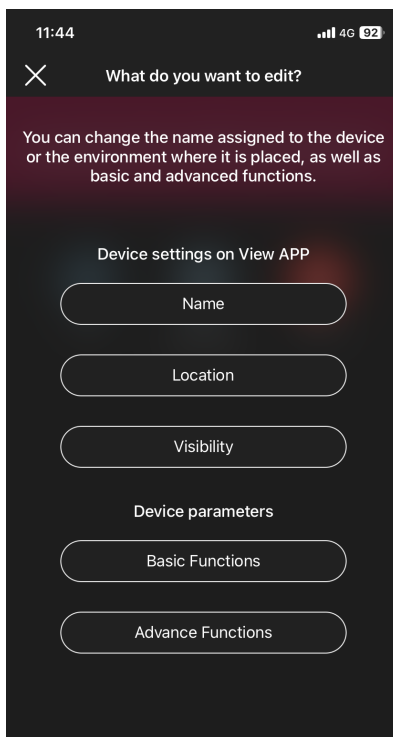 11:44
4G 92
What do you want to edit?
You can change the name assigned to the device
or the environment where it is placed, as well as
basic and advanced functions.
Device settings on View APP
Name
Location
Visibility
Device parameters
Basic Functions
Advance Functions